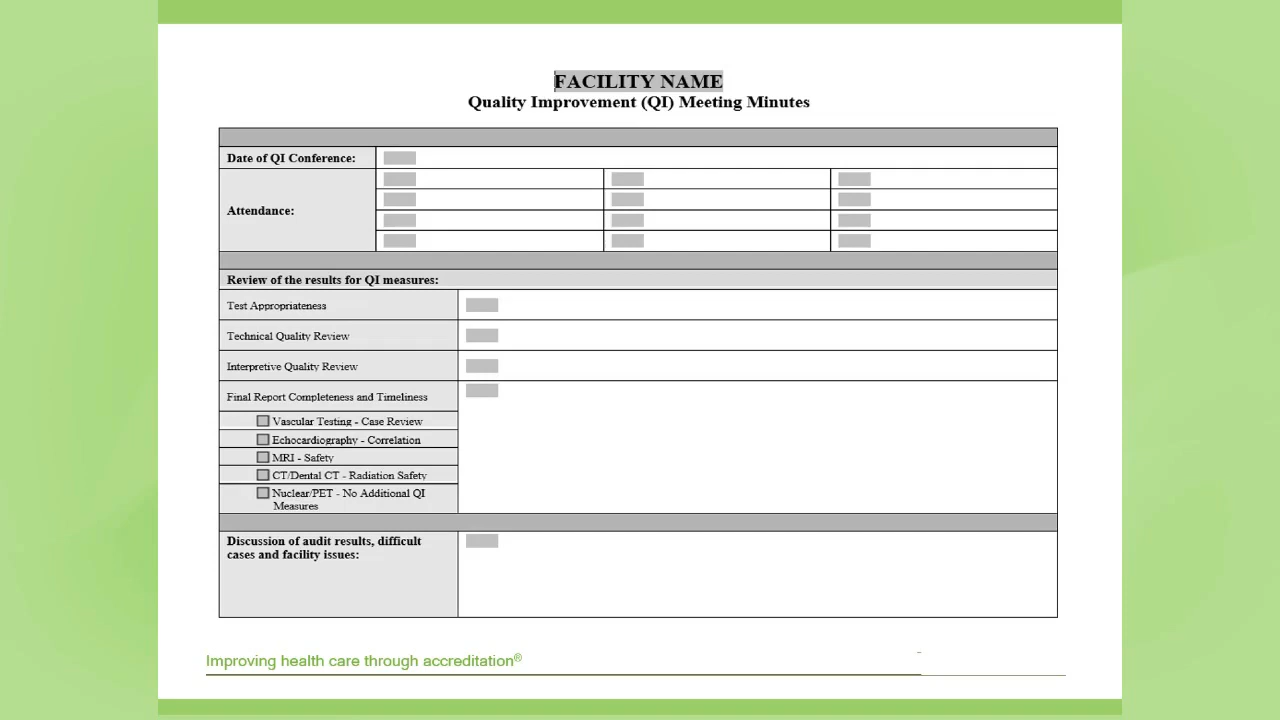 FACILITY NAME
Quality Improvement (QI) Meeting Minutes
Date of QI Conference:
Attendance:
Review of the results for QI measures:
Test Appropriateness
Technical Quality Review
Interpretive Quality Review
Final Report Completeness and Timeliness
Vascular Testing - Case Review
Echocardiography - Correlation
MRI - Safety
CT/Dental CT - Radiation Safety
Nuclear/PET - No Additional QI
Measures
Discussion of audit results, difficult
cases and facility issues:
Improving health care through accreditation®